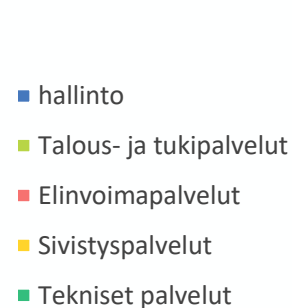 hallinto
Talous- ja tukipalvelut
Elinvoimapalvelut
Sivistyspalvelut
Tekniset palvelut